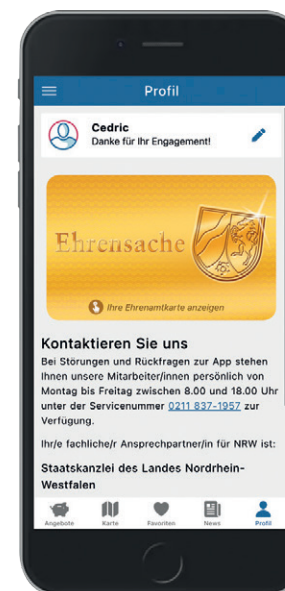 Profil
Cedric
Danke für Ihr Engagement!
Ehrensache
Ihre Ehrenamtkarte anzeigen
Kontaktieren Sie uns
Bei Störungen und Rückfragen zur App stehen
Ihnen unsere Mitarbeiter/innen persönlich von
Montag bis Freitag zwischen 8.00 und 18.00 Uhr
unter der Servicenummer 0211 837-1957 zur
Verfügung.
Ihr/e fachliche/r Ansprechpartner/in für NRW ist:
Staatskanzlei des Landes Nordrhein-
Westfalen
Angebote Karte Favoriten News Profil